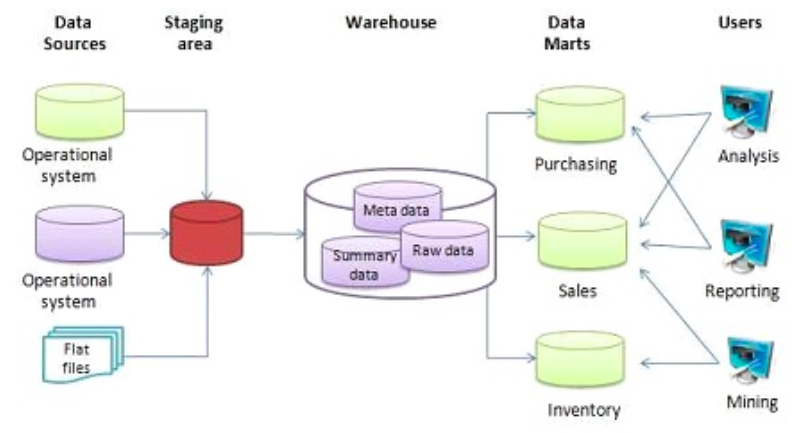 Data
Sources
Staging
area
Warehouse
Data
Marts
Users
Operational
system
Operational
system
Flat
files
Meta data
Summary
data
Raw data
Purchasing
Sales
Inventory
Analysis
Reporting
Mining